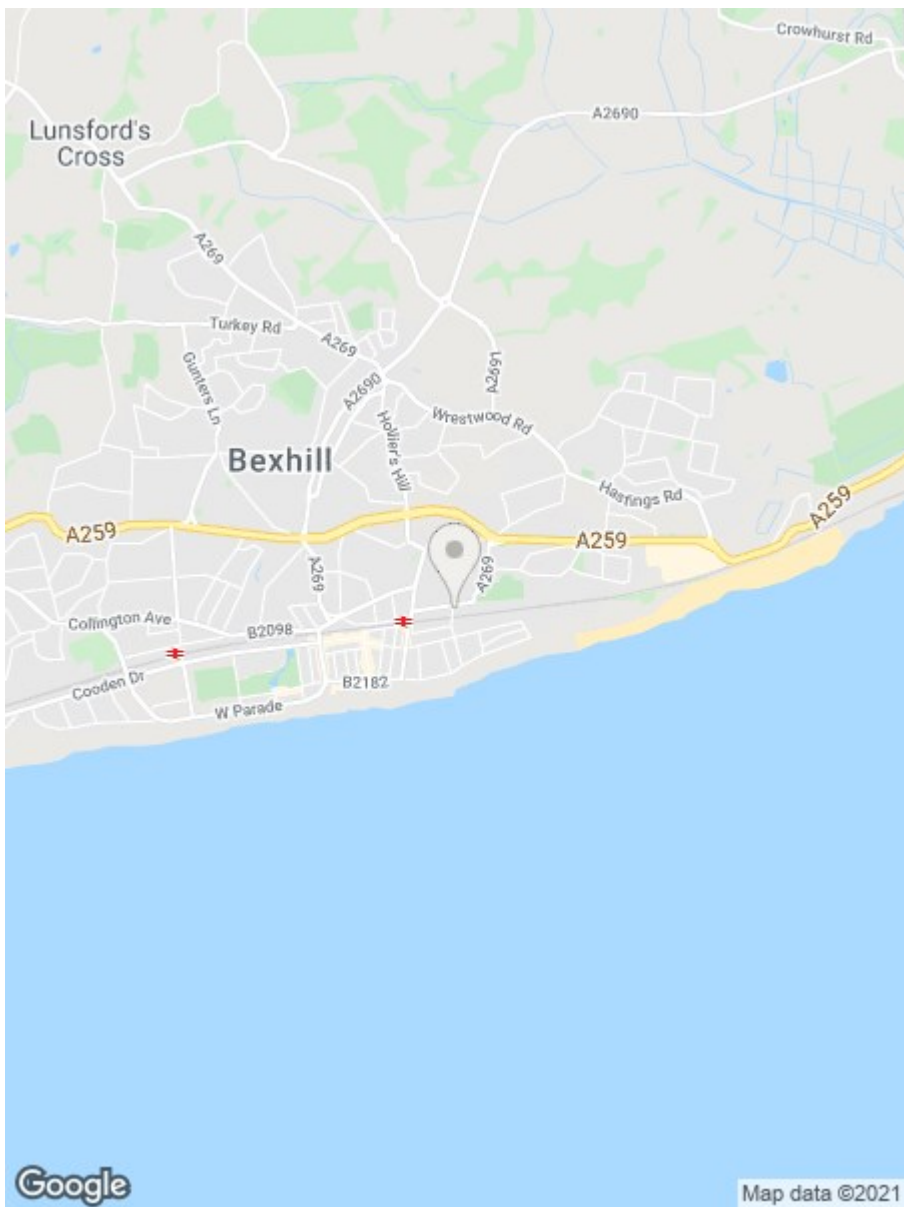 Crowhurst Rd
A2690
Lunsford's
Cross
A269
Turkey Rd
A269
A2691
Gunters Ln
A2690
Hollier's Hill
Wrestwood Rd
Bexhill
Hastings Rd
A259
A259
A259
A269
A269
Collington Ave
B2098
Cooden Dr
B2182
W Parade
Google
Map data ©2021